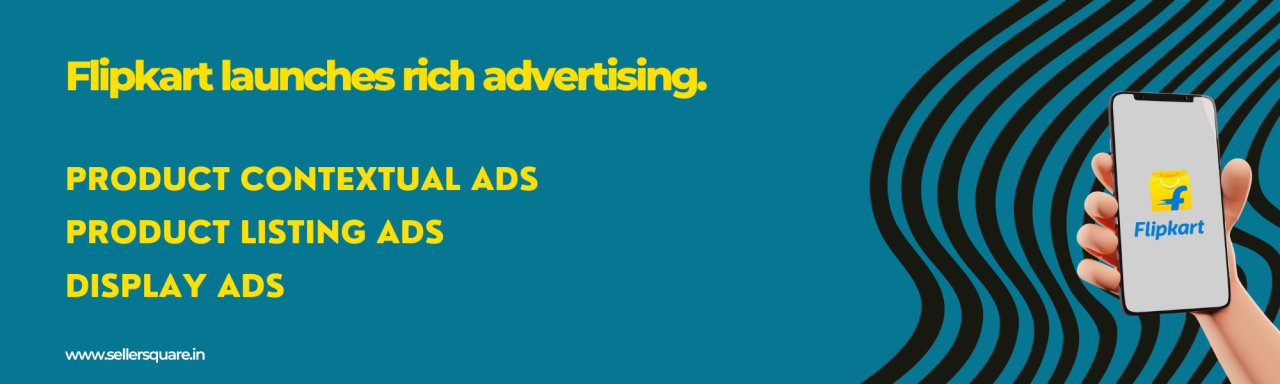 Flipkart launches rich advertising.
PRODUCT CONTEXTUAL ADS
PRODUCT LISTING ADS
DISPLAY ADS
www.sellersquare.in
Flipkart